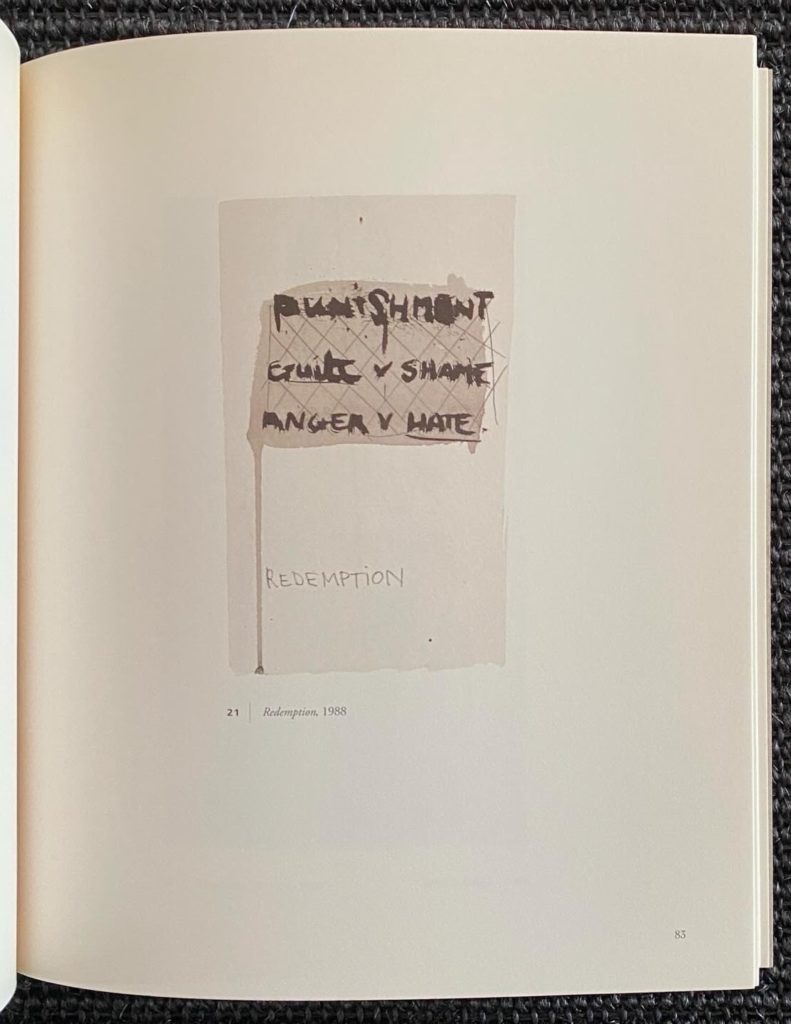 PUNISHMENT
GUILT V SHAME
ANGER V HATE.
REDEMPTION
21 | Redemption, 1988
83